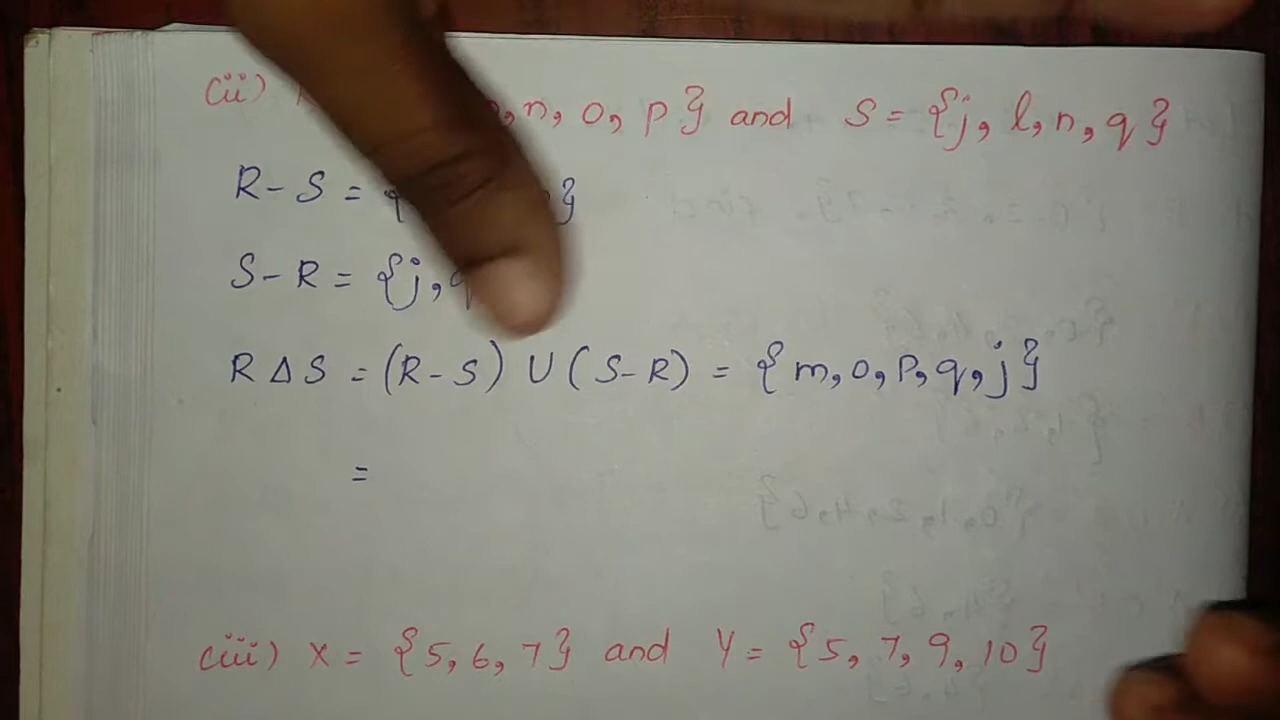 (ii) n, o, p} and S = {j, l, n, q}
R - S = { }
S - R = {j, q
R Δ S = (R - S) U (S - R) = {m, o, p, q, j}
=
(iii) X = {5, 6, 7} and Y = {5, 7, 9, 10}